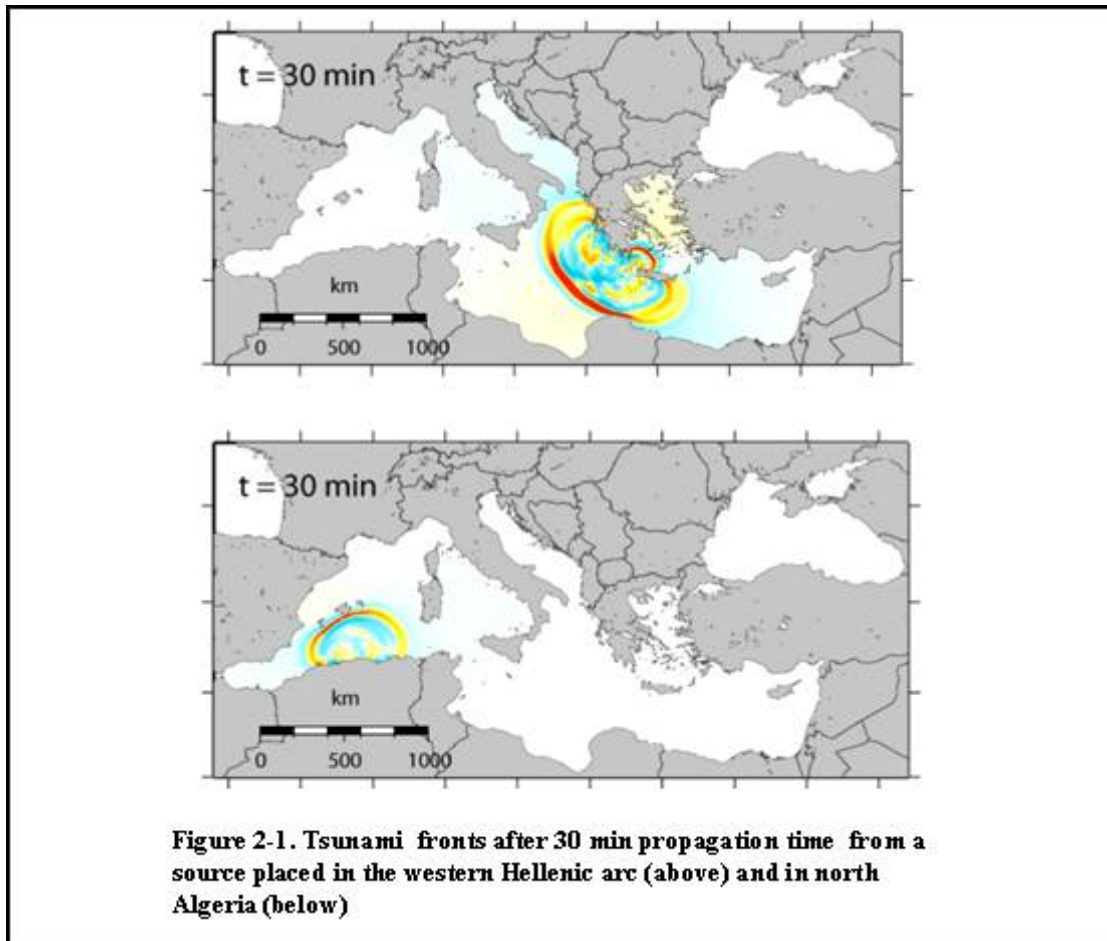 t = 30 min
km
0 500 1000
t = 30 min
km
0 500 1000
Figure 2-1. Tsunami fronts after 30 min propagation time from a
source placed in the western Hellenic arc (above) and in north
Algeria (below)